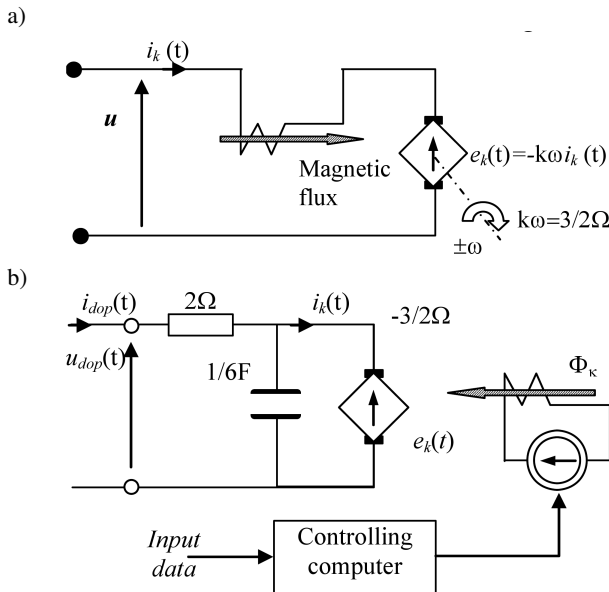 a)
i_k (t)
u
Magnetic
flux
e_k(t)=-kωi_k (t)
kω=3/2Ω
±ω
b)
i_dop(t)
2Ω
i_k(t)
-3/2Ω
u_dop(t)
1/6F
e_k(t)
Φ_κ
Input
data
Controlling
computer